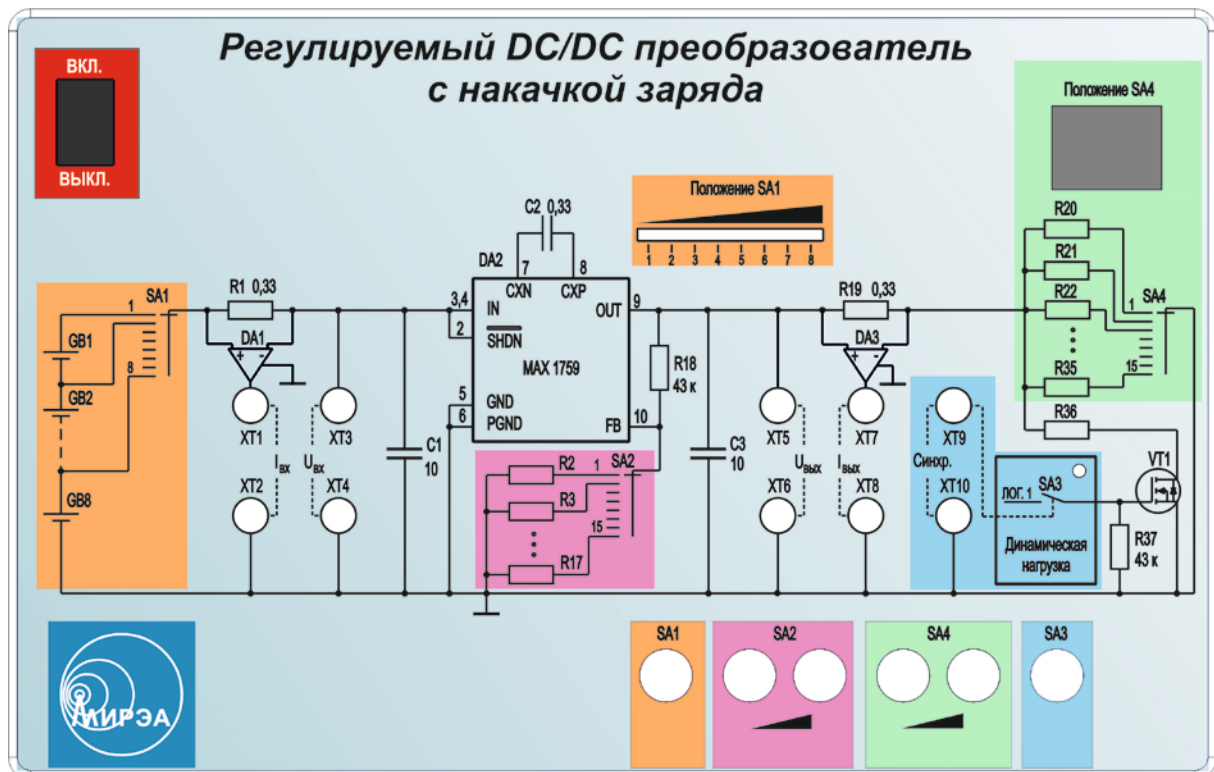 Регулируемый DC/DC преобразователь
с накачкой заряда
ВКЛ.
ВЫКЛ.
Положение SA4
Положение SA1
1 2 3 4 5 6 7 8
C2 0,33
DA2
7
8
CXN
CXP
3,4
IN
2
SHDN
MAX 1759
5
GND
6
PGND
OUT
9
FB
10
SA1
1
8
GB1
GB2
GB8
R1 0,33
DA1
+ -
XT1
XT3
Iвх
Uвх
XT2
XT4
C1
10
R18
43 к
SA2
R2
1
R3
15
R17
C3
10
R19 0,33
DA3
+ -
XT5
XT7
Uвых
Iвых
XT6
XT8
XT9
Синхр.
XT10
ЛОГ. 1
SA3
Динамическая
нагрузка
R20
R21
R22
R35
R36
1
SA4
15
VT1
R37
43 к
МИРЭА
SA1
SA2
SA4
SA3